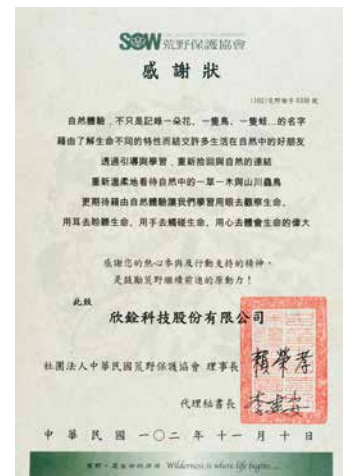 SOW荒野保護協會
感謝狀
自然體驗，不只是記錄一朵花、一隻鳥、一隻蛙...的名字
藉由了解生命不同的特性而結交許多生活在自然中的好朋友
透過引導與學習，重新拾回與自然的連結
重新溫柔地看待自然中的一草一木與山川蟲鳥
更期待藉由自然體驗讓我們學習用眼去觀察生命、
用耳去聆聽生命、用手去觸碰生命、用心去體會生命的偉大
感謝您的熱心參與及行動支持的精神，
是鼓勵荒野繼續前進的原動力！
此致
欣銓科技股份有限公司
社團法人中華民國荒野保護協會 理事長 賴榮孝
代理秘書長
中華民國一〇二年十一月十日
Wilderness is where life begins...